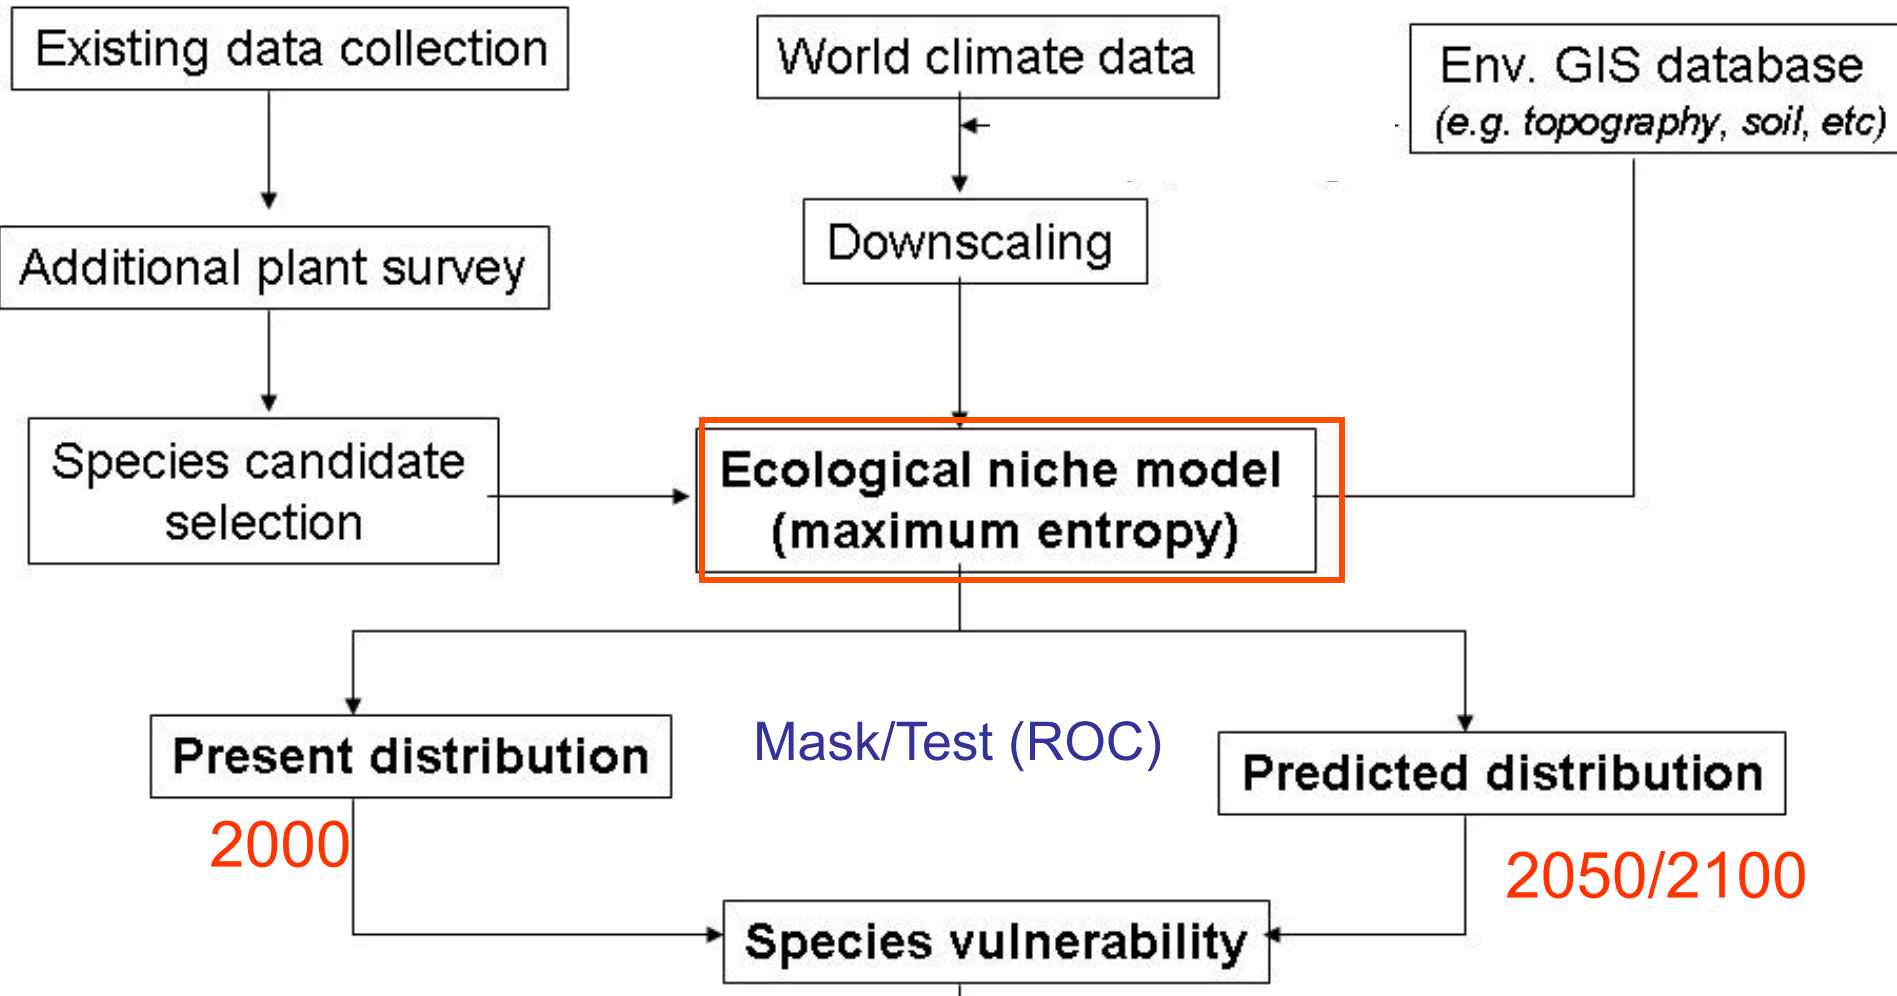 Existing data collection
World climate data
Env. GIS database
(e.g. topography, soil, etc)
Additional plant survey
Downscaling
Species candidate
selection
Ecological niche model
(maximum entropy)
Present distribution
Mask/Test (ROC)
Predicted distribution
2000
2050/2100
Species vulnerability